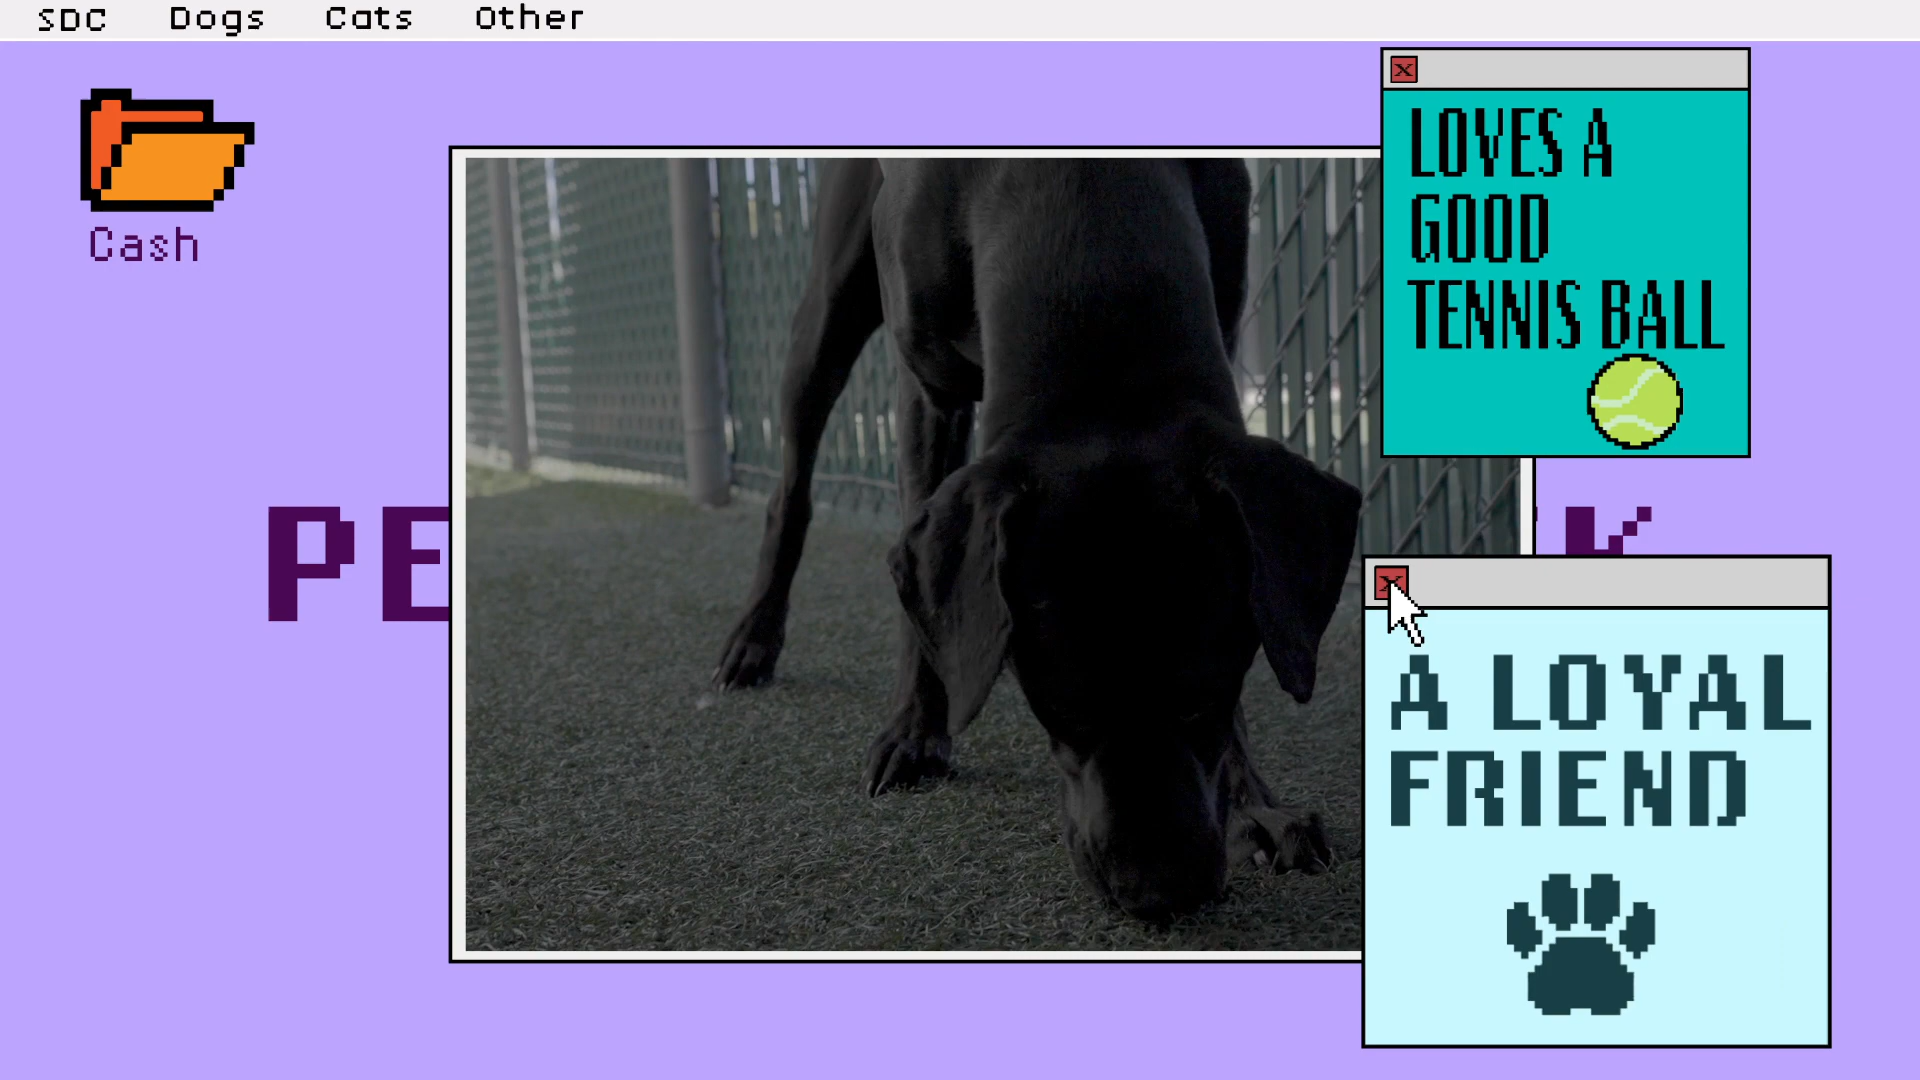 SDC Dogs Cats Other
Cash
LOVES A
GOOD
TENNIS BALL
A LOYAL
FRIEND